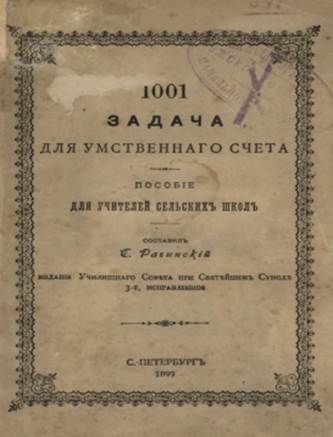 1001
ЗАДАЧА
ДЛЯ УМСТВЕННАГО СЧЕТА
ПОСОБІЕ
ДЛЯ УЧИТЕЛЕЙ СЕЛЬСКИХЪ ШКОЛЪ
СОСТАВИЛЪ
С. Рачинскій
ИЗДАНІЕ УЧИЛИЩНАГО СОВѢТА ПРИ СВЯТѢЙШЕМЪ СѴНОДѢ
3-Е, ИСПРАВЛЕННОЕ
С.-ПЕТЕРБУРГЪ
1899